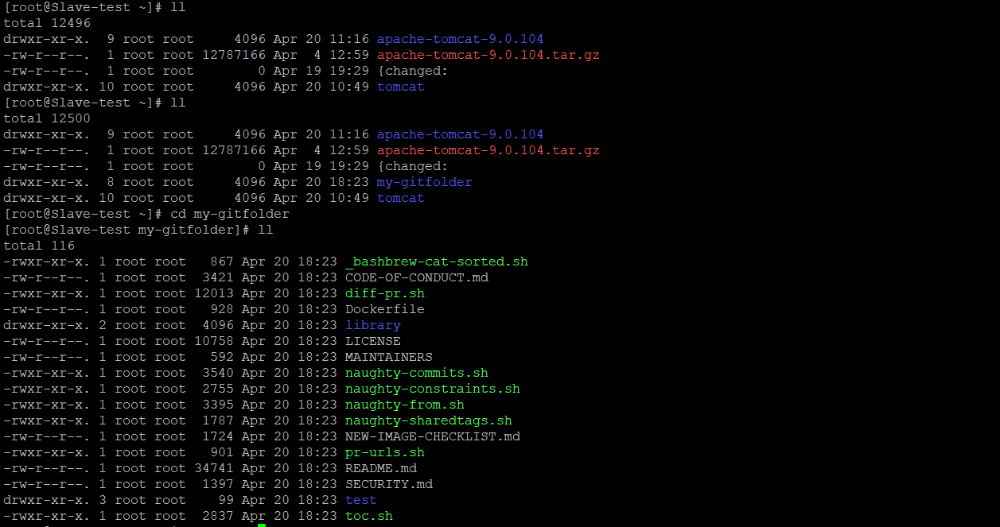 [root@Slave-test ~]# ll
total 12496
drwxr-xr-x.  9 root root     4096 Apr 20 11:16 apache-tomcat-9.0.104
-rw-r--r--.  1 root root 12787166 Apr  4 12:59 apache-tomcat-9.0.104.tar.gz
-rw-r--r--.  1 root root        0 Apr 19 19:29 {changed:
drwxr-xr-x. 10 root root     4096 Apr 20 10:49 tomcat
[root@Slave-test ~]# ll
total 12500
drwxr-xr-x.  9 root root     4096 Apr 20 11:16 apache-tomcat-9.0.104
-rw-r--r--.  1 root root 12787166 Apr  4 12:59 apache-tomcat-9.0.104.tar.gz
-rw-r--r--.  1 root root        0 Apr 19 19:29 {changed:
drwxr-xr-x.  8 root root     4096 Apr 20 18:23 my-gitfolder
drwxr-xr-x. 10 root root     4096 Apr 20 10:49 tomcat
[root@Slave-test ~]# cd my-gitfolder
[root@Slave-test my-gitfolder]# ll
total 116
-rwxr-xr-x. 1 root root   867 Apr 20 18:23 _bashbrew-cat-sorted.sh
-rw-r--r--. 1 root root  3421 Apr 20 18:23 CODE-OF-CONDUCT.md
-rwxr-xr-x. 1 root root 12013 Apr 20 18:23 diff-pr.sh
-rw-r--r--. 1 root root   928 Apr 20 18:23 Dockerfile
drwxr-xr-x. 2 root root  4096 Apr 20 18:23 library
-rw-r--r--. 1 root root 10758 Apr 20 18:23 LICENSE
-rw-r--r--. 1 root root   592 Apr 20 18:23 MAINTAINERS
-rwxr-xr-x. 1 root root  3540 Apr 20 18:23 naughty-commits.sh
-rwxr-xr-x. 1 root root  2755 Apr 20 18:23 naughty-constraints.sh
-rwxr-xr-x. 1 root root  3395 Apr 20 18:23 naughty-from.sh
-rwxr-xr-x. 1 root root  1787 Apr 20 18:23 naughty-sharedtags.sh
-rw-r--r--. 1 root root  1724 Apr 20 18:23 NEW-IMAGE-CHECKLIST.md
-rwxr-xr-x. 1 root root   901 Apr 20 18:23 pr-urls.sh
-rw-r--r--. 1 root root 34741 Apr 20 18:23 README.md
-rw-r--r--. 1 root root  1397 Apr 20 18:23 SECURITY.md
drwxr-xr-x. 3 root root    99 Apr 20 18:23 test
-rwxr-xr-x. 1 root root  2837 Apr 20 18:23 toc.sh